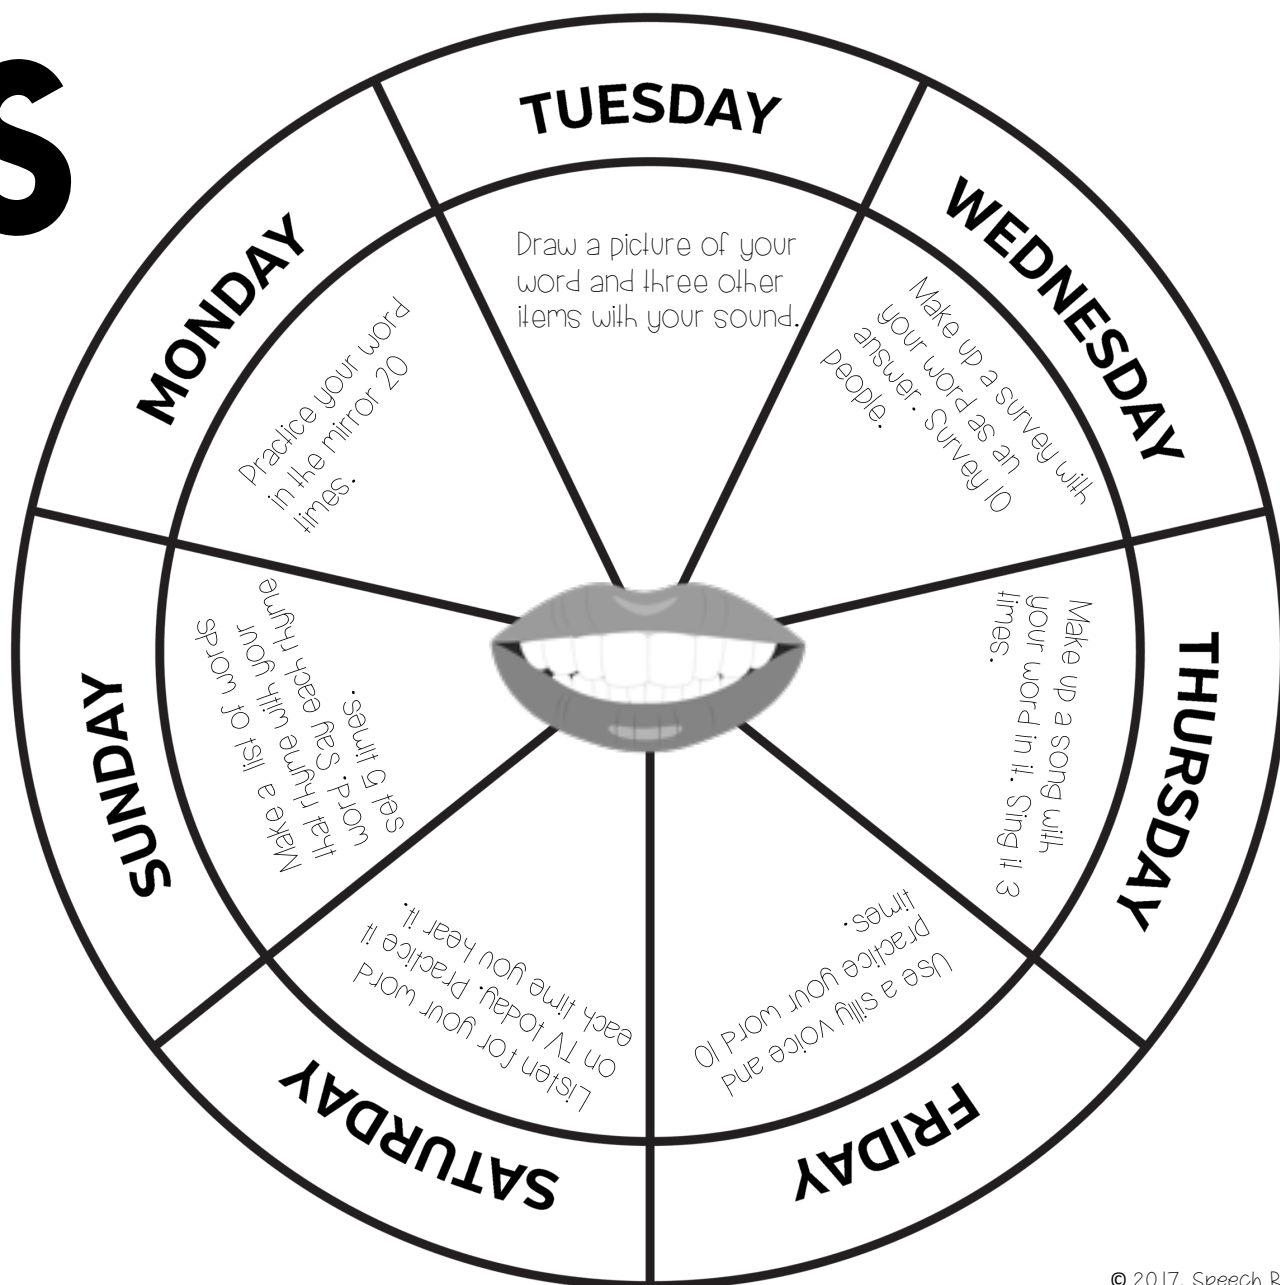 S
MONDAY
Practice your word
in the mirror 20
times.
TUESDAY
Draw a picture of your
word and three other
items with your sound.
WEDNESDAY
Make up a survey with
your word as an
answer. Survey 10
people.
THURSDAY
Make up a song with
your word in it. Sing it 3
times.
FRIDAY
Use a silly voice and
practice your word 10
times.
SATURDAY
Listen for your word
on TV today. Practice it
each time you hear it.
SUNDAY
Make a list of words
that rhyme with your
word. Say each rhyme
set 5 times.
© 2017. Speech